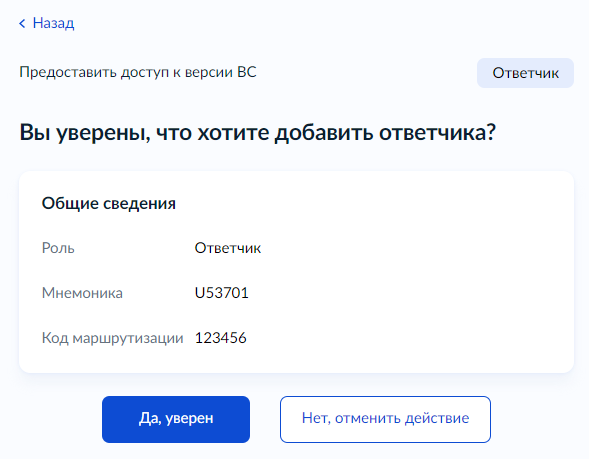 Назад
Предоставить доступ к версии ВС
Ответчик
Вы уверены, что хотите добавить ответчика?
Общие сведения
Роль Ответчик
Мнемоника U53701
Код маршрутизации 123456
Да, уверен
Нет, отменить действие